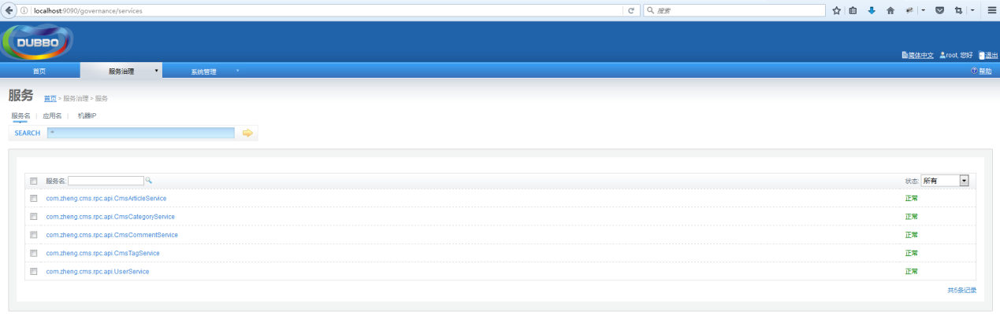 localhost:9090/governance/services
搜索
DUBBO
简体中文 root, 您好 退出
首页 服务治理 系统管理 帮助
服务 首页 > 服务治理 > 服务
服务名 | 应用名 | 机器IP
SEARCH *
服务名: 状态: 所有
com.zheng.cms.rpc.api.CmsArticleService 正常
com.zheng.cms.rpc.api.CmsCategoryService 正常
com.zheng.cms.rpc.api.CmsCommentService 正常
com.zheng.cms.rpc.api.CmsTagService 正常
com.zheng.cms.rpc.api.UserService 正常
共5条记录